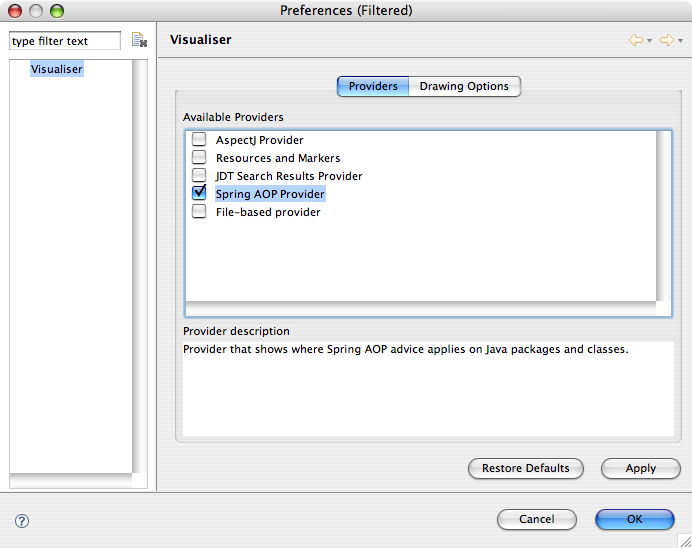 Preferences (Filtered)
type filter text
Visualiser
Visualiser
Providers
Drawing Options
Available Providers
AspectJ Provider
Resources and Markers
JDT Search Results Provider
Spring AOP Provider
File-based provider
Provider description
Provider that shows where Spring AOP advice applies on Java packages and classes.
Restore Defaults
Apply
?
Cancel
OK